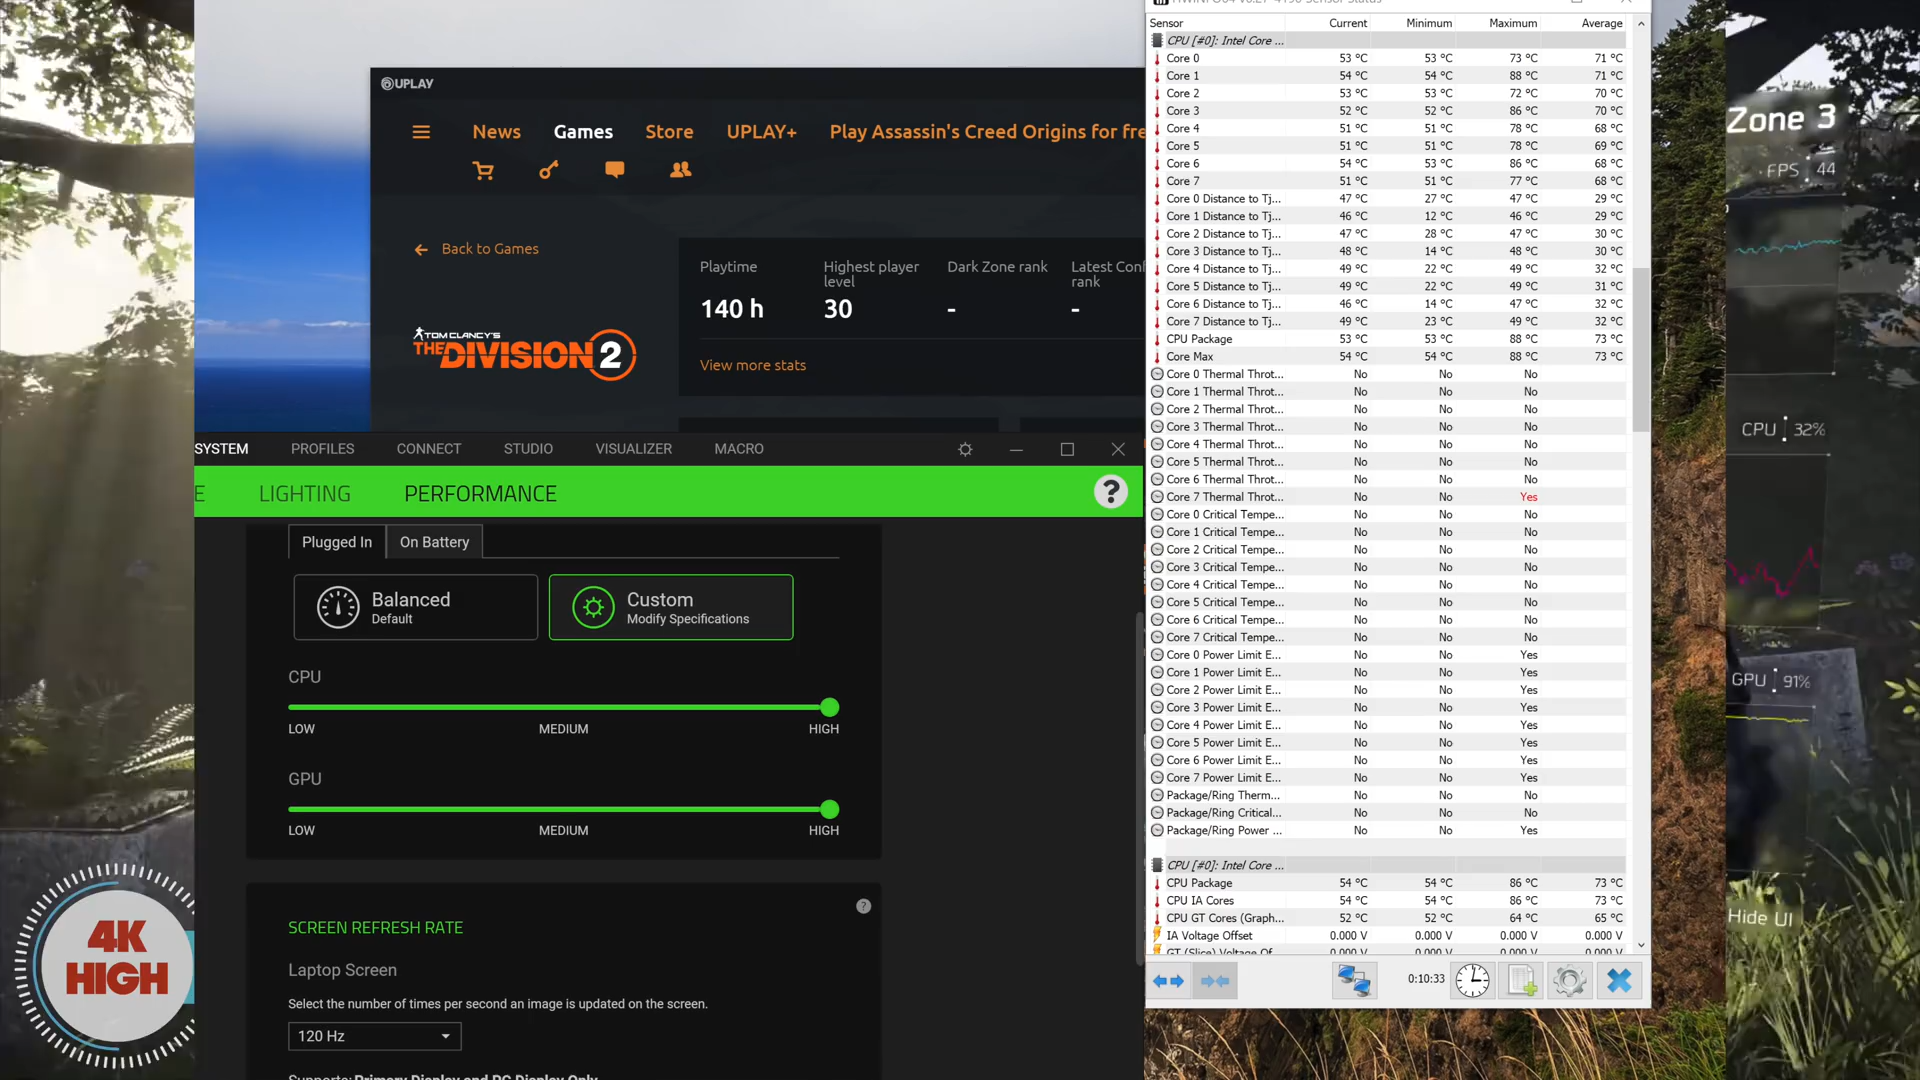 UPLAY
News Games Store UPLAY+ Play Assassin's Creed Origins for fre
Back to Games
Playtime
140 h
Highest player
level
30
Dark Zone rank
-
Latest Conf
rank
-
View more stats
TOM CLANCY'S
THE DIVISION 2
SYSTEM PROFILES CONNECT STUDIO VISUALIZER MACRO
E LIGHTING PERFORMANCE ?
Plugged In On Battery
Balanced
Default
Custom
Modify Specifications
CPU
LOW MEDIUM HIGH
GPU
LOW MEDIUM HIGH
SCREEN REFRESH RATE ?
Laptop Screen
Select the number of times per second an image is updated on the screen.
120 Hz
Supports: Primary Display and PC Display Only
4K
HIGH
Sensor Current Minimum Maximum Average
CPU [#0]: Intel Core ...
Core 0 53 °C 53 °C 73 °C 71 °C
Core 1 54 °C 54 °C 88 °C 71 °C
Core 2 53 °C 53 °C 72 °C 70 °C
Core 3 52 °C 52 °C 86 °C 70 °C
Core 4 51 °C 51 °C 78 °C 68 °C
Core 5 51 °C 51 °C 78 °C 69 °C
Core 6 54 °C 53 °C 86 °C 68 °C
Core 7 51 °C 51 °C 77 °C 68 °C
Core 0 Distance to Tj... 47 °C 27 °C 47 °C 29 °C
Core 1 Distance to Tj... 46 °C 12 °C 46 °C 29 °C
Core 2 Distance to Tj... 47 °C 28 °C 47 °C 30 °C
Core 3 Distance to Tj... 48 °C 14 °C 48 °C 30 °C
Core 4 Distance to Tj... 49 °C 22 °C 49 °C 32 °C
Core 5 Distance to Tj... 49 °C 22 °C 49 °C 31 °C
Core 6 Distance to Tj... 46 °C 14 °C 47 °C 32 °C
Core 7 Distance to Tj... 49 °C 23 °C 49 °C 32 °C
CPU Package 53 °C 53 °C 88 °C 73 °C
Core Max 54 °C 54 °C 88 °C 73 °C
Core 0 Thermal Throt... No No No
Core 1 Thermal Throt... No No No
Core 2 Thermal Throt... No No No
Core 3 Thermal Throt... No No No
Core 4 Thermal Throt... No No No
Core 5 Thermal Throt... No No No
Core 6 Thermal Throt... No No No
Core 7 Thermal Throt... No No Yes
Core 0 Critical Tempe... No No No
Core 1 Critical Tempe... No No No
Core 2 Critical Tempe... No No No
Core 3 Critical Tempe... No No No
Core 4 Critical Tempe... No No No
Core 5 Critical Tempe... No No No
Core 6 Critical Tempe... No No No
Core 7 Critical Tempe... No No No
Core 0 Power Limit E... No No Yes
Core 1 Power Limit E... No No Yes
Core 2 Power Limit E... No No Yes
Core 3 Power Limit E... No No Yes
Core 4 Power Limit E... No No Yes
Core 5 Power Limit E... No No Yes
Core 6 Power Limit E... No No Yes
Core 7 Power Limit E... No No Yes
Package/Ring Therm... No No No
Package/Ring Critical... No No No
Package/Ring Power ... No No Yes
CPU [#0]: Intel Core ...
CPU Package 54 °C 54 °C 86 °C 73 °C
CPU IA Cores 54 °C 54 °C 86 °C 73 °C
CPU GT Cores (Graph... 52 °C 52 °C 64 °C 65 °C
IA Voltage Offset 0.000 V 0.000 V 0.000 V 0.000 V
GT (Slice) Voltage Of... 0.000 V 0.000 V 0.000 V 0.000 V
0:10:33
Zone 3
FPS 44
CPU 32%
GPU 91%
Hide UI